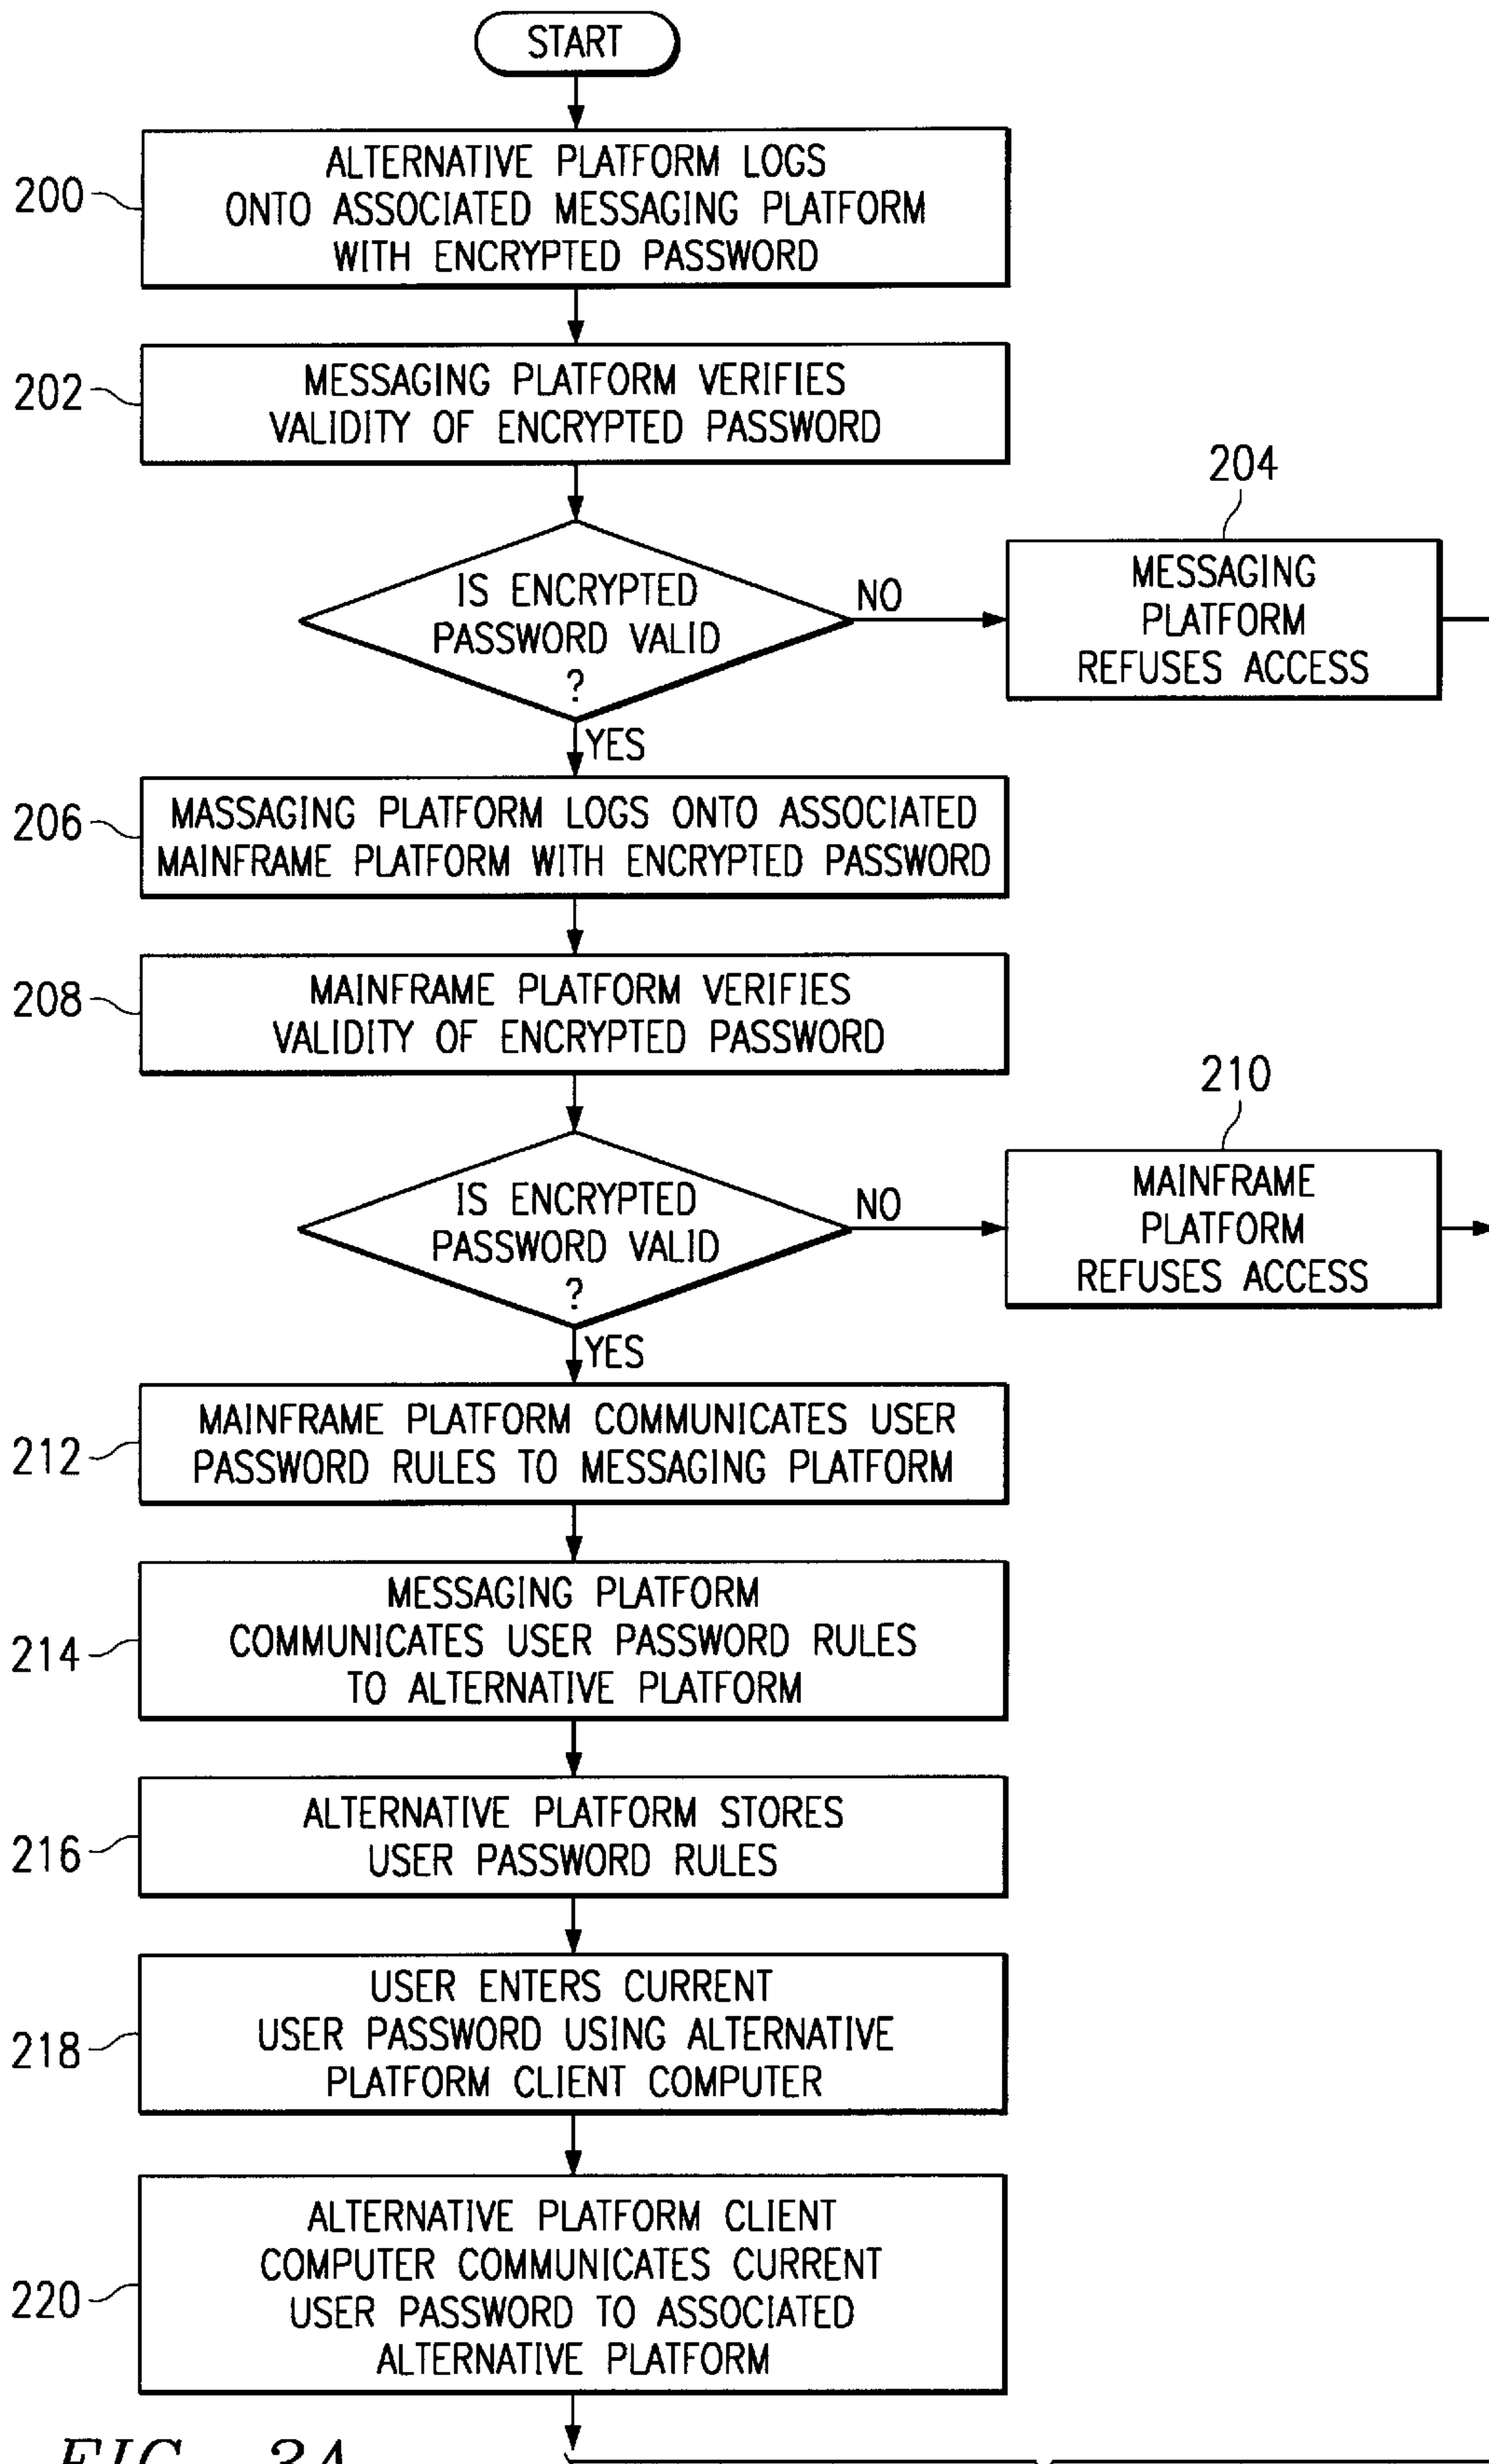 START
200
ALTERNATIVE PLATFORM LOGS
ONTO ASSOCIATED MESSAGING PLATFORM
WITH ENCRYPTED PASSWORD
202
MESSAGING PLATFORM VERIFIES
VALIDITY OF ENCRYPTED PASSWORD
IS ENCRYPTED
PASSWORD VALID
?
NO
204
MESSAGING
PLATFORM
REFUSES ACCESS
YES
206
MASSAGING PLATFORM LOGS ONTO ASSOCIATED
MAINFRAME PLATFORM WITH ENCRYPTED PASSWORD
208
MAINFRAME PLATFORM VERIFIES
VALIDITY OF ENCRYPTED PASSWORD
IS ENCRYPTED
PASSWORD VALID
?
NO
210
MAINFRAME
PLATFORM
REFUSES ACCESS
YES
212
MAINFRAME PLATFORM COMMUNICATES USER
PASSWORD RULES TO MESSAGING PLATFORM
214
MESSAGING PLATFORM
COMMUNICATES USER PASSWORD RULES
TO ALTERNATIVE PLATFORM
216
ALTERNATIVE PLATFORM STORES
USER PASSWORD RULES
218
USER ENTERS CURRENT
USER PASSWORD USING ALTERNATIVE
PLATFORM CLIENT COMPUTER
220
ALTERNATIVE PLATFORM CLIENT
COMPUTER COMMUNICATES CURRENT
USER PASSWORD TO ASSOCIATED
ALTERNATIVE PLATFORM
FIG. 3A